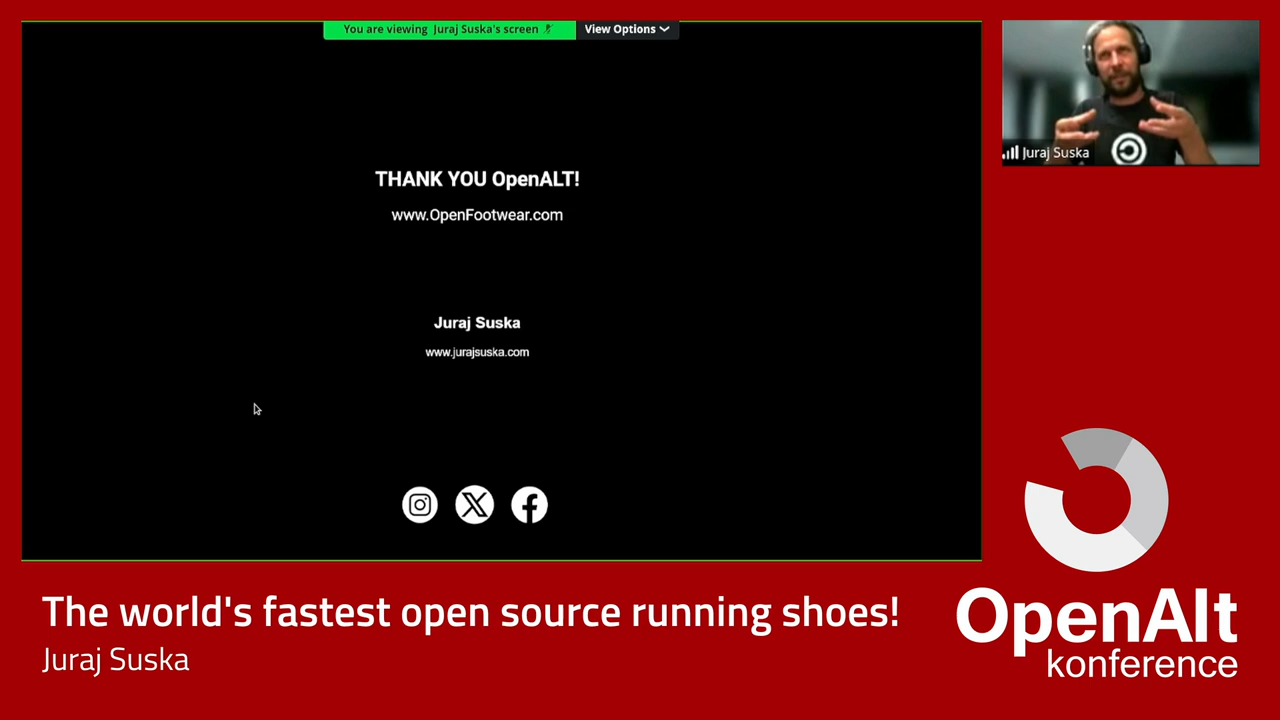 You are viewing Juraj Suska's screen
View Options
Juraj Suska
THANK YOU OpenALT!
www.OpenFootwear.com
Juraj Suska
www.jurajsuska.com
The world's fastest open source running shoes!
Juraj Suska
OpenAlt
konference